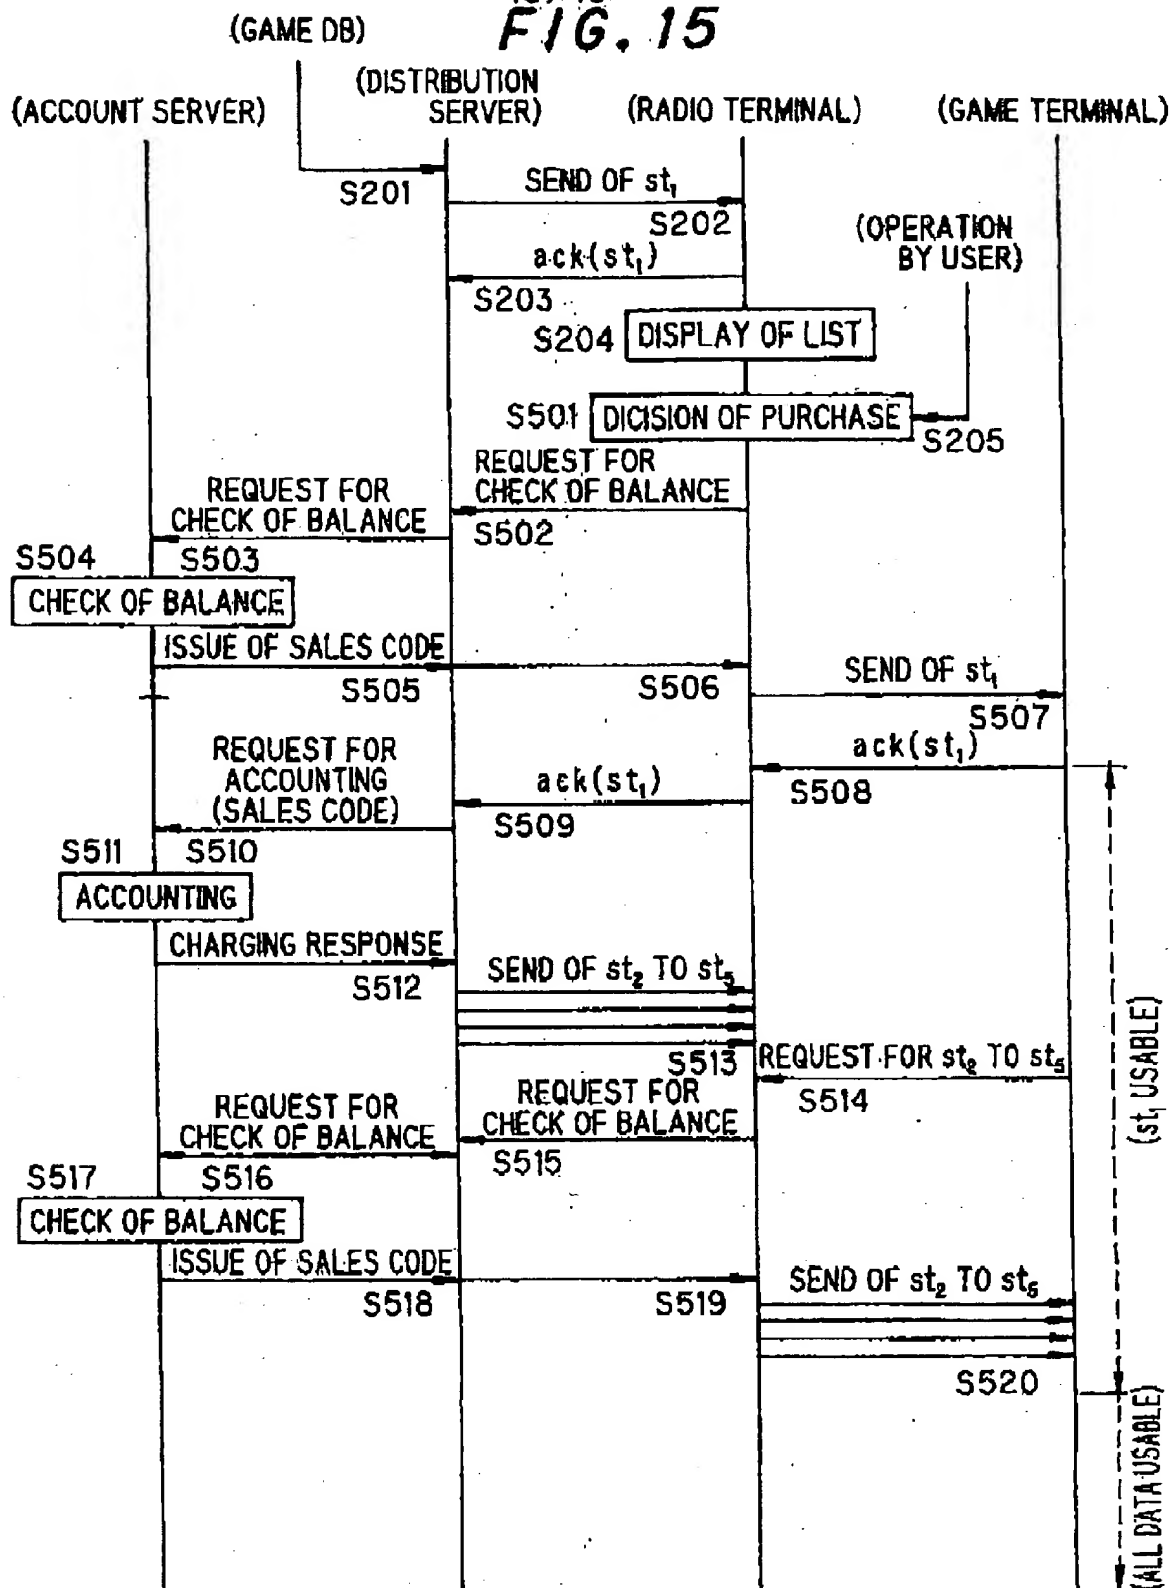 FIG. 15
(GAME DB)
(DISTRIBUTION
SERVER)
(ACCOUNT SERVER)
(RADIO TERMINAL)
(GAME TERMINAL)
S201
SEND OF st₁
S202
(OPERATION
BY USER)
ack(st₁)
S203
S204
DISPLAY OF LIST
S501
DICISION OF PURCHASE
S205
REQUEST FOR
CHECK OF BALANCE
S502
REQUEST FOR
CHECK OF BALANCE
S504
S503
CHECK OF BALANCE
ISSUE OF SALES CODE
S505
S506
SEND OF st₁
S507
ack(st₁)
S508
REQUEST FOR
ACCOUNTING
(SALES CODE)
ack(st₁)
S509
S511
S510
ACCOUNTING
CHARGING RESPONSE
S512
SEND OF st₂ TO st₅
S513
REQUEST FOR st₂ TO st₅
S514
(st₁ USABLE)
REQUEST FOR
CHECK OF BALANCE
S515
REQUEST FOR
CHECK OF BALANCE
S517
S516
CHECK OF BALANCE
ISSUE OF SALES CODE
S518
S519
SEND OF st₂ TO st₅
S520
(ALL DATA USABLE)